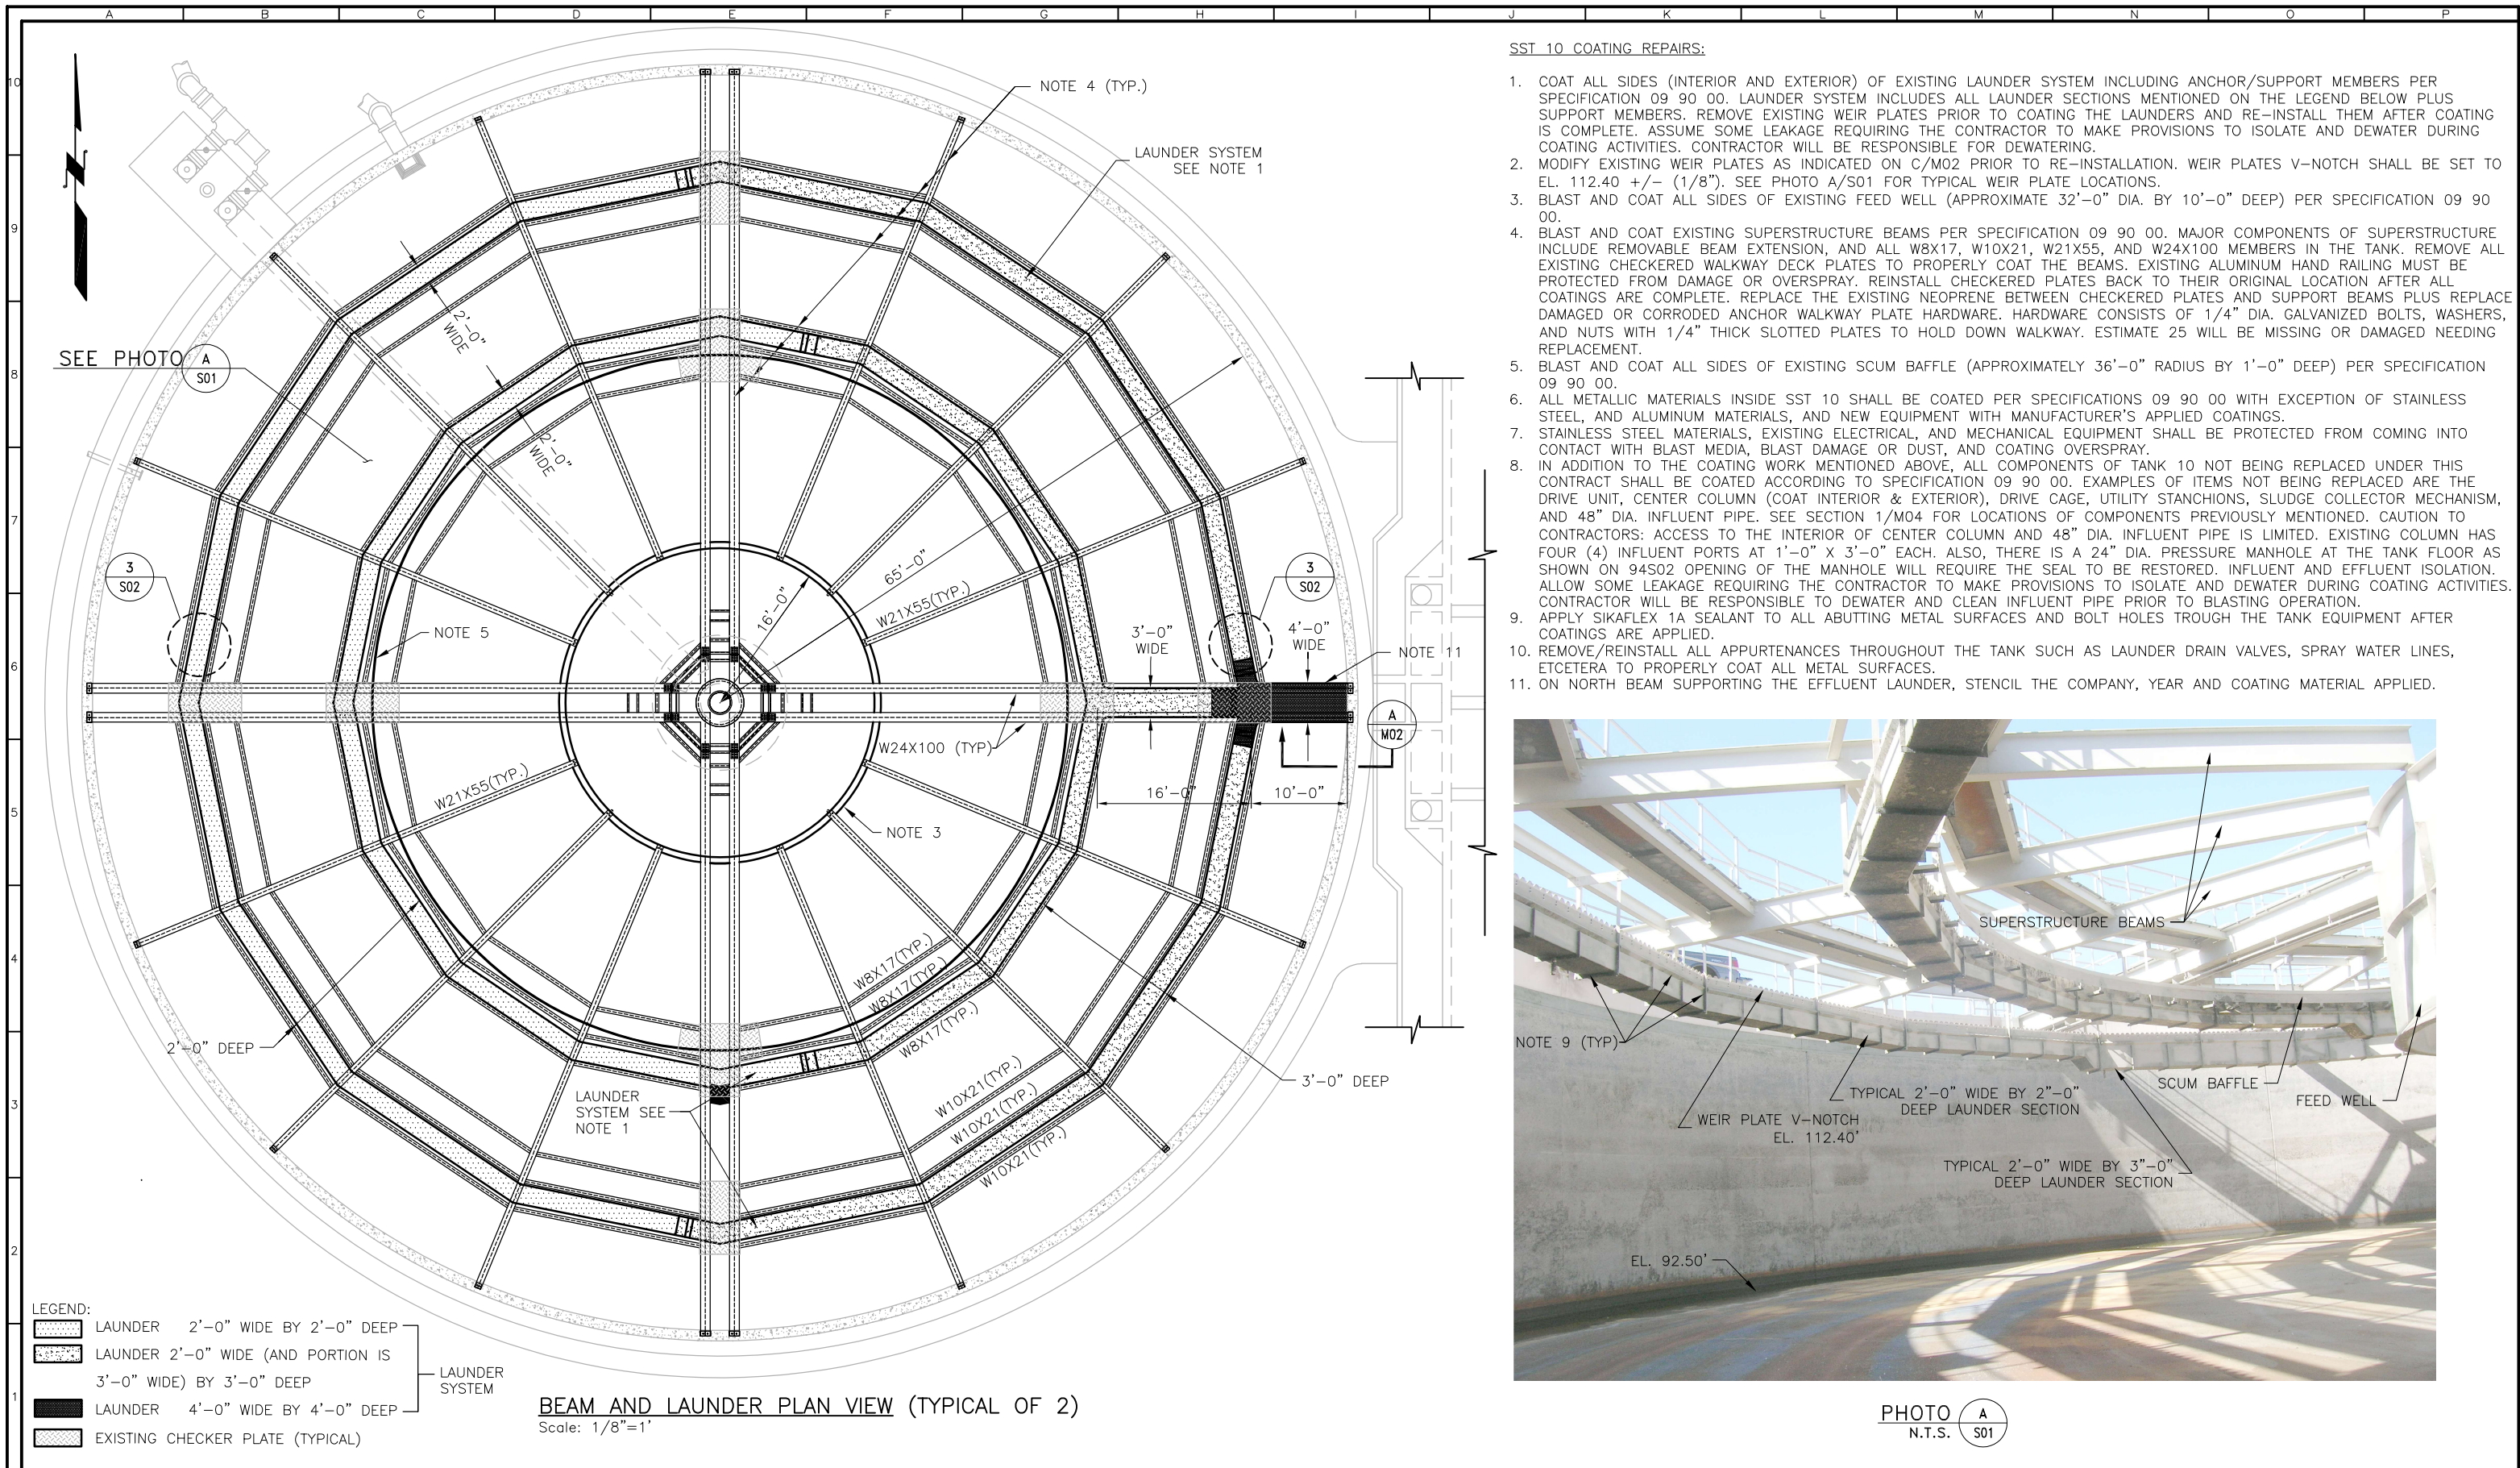 A B C D E F G H I J K L M N O P
10
9
8
7
6
5
4
3
2
1
NOTE 4 (TYP.)
LAUNDER SYSTEM
SEE NOTE 1
2'-0"
WIDE
SEE PHOTO
A
S01
2'-0"
WIDE
3
S02
NOTE 5
65'-0"
16'-0"
W21X55(TYP.)
3
S02
3'-0"
WIDE
4'-0"
WIDE
NOTE 11
A
M02
W24X100 (TYP)
W21X55(TYP.)
16'-0"
10'-0"
NOTE 3
W8X17(TYP.)
W8X17(TYP.)
W8X17(TYP.)
2'-0" DEEP
3'-0" DEEP
LAUNDER
SYSTEM SEE
NOTE 1
W10X21(TYP.)
W10X21(TYP.)
W10X21(TYP.)
LEGEND:
LAUNDER 2'-0" WIDE BY 2'-0" DEEP
LAUNDER 2'-0" WIDE (AND PORTION IS
3'-0" WIDE) BY 3'-0" DEEP
LAUNDER 4'-0" WIDE BY 4'-0" DEEP
EXISTING CHECKER PLATE (TYPICAL)
LAUNDER
SYSTEM
BEAM AND LAUNDER PLAN VIEW (TYPICAL OF 2)
Scale: 1/8"=1'
SST 10 COATING REPAIRS:
1. COAT ALL SIDES (INTERIOR AND EXTERIOR) OF EXISTING LAUNDER SYSTEM INCLUDING ANCHOR/SUPPORT MEMBERS PER
SPECIFICATION 09 90 00. LAUNDER SYSTEM INCLUDES ALL LAUNDER SECTIONS MENTIONED ON THE LEGEND BELOW PLUS
SUPPORT MEMBERS. REMOVE EXISTING WEIR PLATES PRIOR TO COATING THE LAUNDERS AND RE-INSTALL THEM AFTER COATING
IS COMPLETE. ASSUME SOME LEAKAGE REQUIRING THE CONTRACTOR TO MAKE PROVISIONS TO ISOLATE AND DEWATER DURING
COATING ACTIVITIES. CONTRACTOR WILL BE RESPONSIBLE FOR DEWATERING.
2. MODIFY EXISTING WEIR PLATES AS INDICATED ON C/M02 PRIOR TO RE-INSTALLATION. WEIR PLATES V-NOTCH SHALL BE SET TO
EL. 112.40 +/- (1/8"). SEE PHOTO A/S01 FOR TYPICAL WEIR PLATE LOCATIONS.
3. BLAST AND COAT ALL SIDES OF EXISTING FEED WELL (APPROXIMATE 32'-0" DIA. BY 10'-0" DEEP) PER SPECIFICATION 09 90
00.
4. BLAST AND COAT EXISTING SUPERSTRUCTURE BEAMS PER SPECIFICATION 09 90 00. MAJOR COMPONENTS OF SUPERSTRUCTURE
INCLUDE REMOVABLE BEAM EXTENSION, AND ALL W8X17, W10X21, W21X55, AND W24X100 MEMBERS IN THE TANK. REMOVE ALL
EXISTING CHECKERED WALKWAY DECK PLATES TO PROPERLY COAT THE BEAMS. EXISTING ALUMINUM HAND RAILING MUST BE
PROTECTED FROM DAMAGE OR OVERSPRAY. REINSTALL CHECKERED PLATES BACK TO THEIR ORIGINAL LOCATION AFTER ALL
COATINGS ARE COMPLETE. REPLACE THE EXISTING NEOPRENE BETWEEN CHECKERED PLATES AND SUPPORT BEAMS PLUS REPLACE
DAMAGED OR CORRODED ANCHOR WALKWAY PLATE HARDWARE. HARDWARE CONSISTS OF 1/4" DIA. GALVANIZED BOLTS, WASHERS,
AND NUTS WITH 1/4" THICK SLOTTED PLATES TO HOLD DOWN WALKWAY. ESTIMATE 25 WILL BE MISSING OR DAMAGED NEEDING
REPLACEMENT.
5. BLAST AND COAT ALL SIDES OF EXISTING SCUM BAFFLE (APPROXIMATELY 36'-0" RADIUS BY 1'-0" DEEP) PER SPECIFICATION
09 90 00.
6. ALL METALLIC MATERIALS INSIDE SST 10 SHALL BE COATED PER SPECIFICATIONS 09 90 00 WITH EXCEPTION OF STAINLESS
STEEL, AND ALUMINUM MATERIALS, AND NEW EQUIPMENT WITH MANUFACTURER'S APPLIED COATINGS.
7. STAINLESS STEEL MATERIALS, EXISTING ELECTRICAL, AND MECHANICAL EQUIPMENT SHALL BE PROTECTED FROM COMING INTO
CONTACT WITH BLAST MEDIA, BLAST DAMAGE OR DUST, AND COATING OVERSPRAY.
8. IN ADDITION TO THE COATING WORK MENTIONED ABOVE, ALL COMPONENTS OF TANK 10 NOT BEING REPLACED UNDER THIS
CONTRACT SHALL BE COATED ACCORDING TO SPECIFICATION 09 90 00. EXAMPLES OF ITEMS NOT BEING REPLACED ARE THE
DRIVE UNIT, CENTER COLUMN (COAT INTERIOR & EXTERIOR), DRIVE CAGE, UTILITY STANCHIONS, SLUDGE COLLECTOR MECHANISM,
AND 48" DIA. INFLUENT PIPE. SEE SECTION 1/M04 FOR LOCATIONS OF COMPONENTS PREVIOUSLY MENTIONED. CAUTION TO
CONTRACTORS: ACCESS TO THE INTERIOR OF CENTER COLUMN AND 48" DIA. INFLUENT PIPE IS LIMITED. EXISTING COLUMN HAS
FOUR (4) INFLUENT PORTS AT 1'-0" X 3'-0" EACH. ALSO, THERE IS A 24" DIA. PRESSURE MANHOLE AT THE TANK FLOOR AS
SHOWN ON 94S02 OPENING OF THE MANHOLE WILL REQUIRE THE SEAL TO BE RESTORED. INFLUENT AND EFFLUENT ISOLATION.
ALLOW SOME LEAKAGE REQUIRING THE CONTRACTOR TO MAKE PROVISIONS TO ISOLATE AND DEWATER DURING COATING ACTIVITIES.
CONTRACTOR WILL BE RESPONSIBLE TO DEWATER AND CLEAN INFLUENT PIPE PRIOR TO BLASTING OPERATION.
9. APPLY SIKAFLEX 1A SEALANT TO ALL ABUTTING METAL SURFACES AND BOLT HOLES TROUGH THE TANK EQUIPMENT AFTER
COATINGS ARE APPLIED.
10. REMOVE/REINSTALL ALL APPURTENANCES THROUGHOUT THE TANK SUCH AS LAUNDER DRAIN VALVES, SPRAY WATER LINES,
ETCETERA TO PROPERLY COAT ALL METAL SURFACES.
11. ON NORTH BEAM SUPPORTING THE EFFLUENT LAUNDER, STENCIL THE COMPANY, YEAR AND COATING MATERIAL APPLIED.
SUPERSTRUCTURE BEAMS
NOTE 9 (TYP)
TYPICAL 2'-0" WIDE BY 2"-0"
DEEP LAUNDER SECTION
SCUM BAFFLE
FEED WELL
WEIR PLATE V-NOTCH
EL. 112.40'
TYPICAL 2'-0" WIDE BY 3"-0"
DEEP LAUNDER SECTION
EL. 92.50'
PHOTO
N.T.S.
A
S01